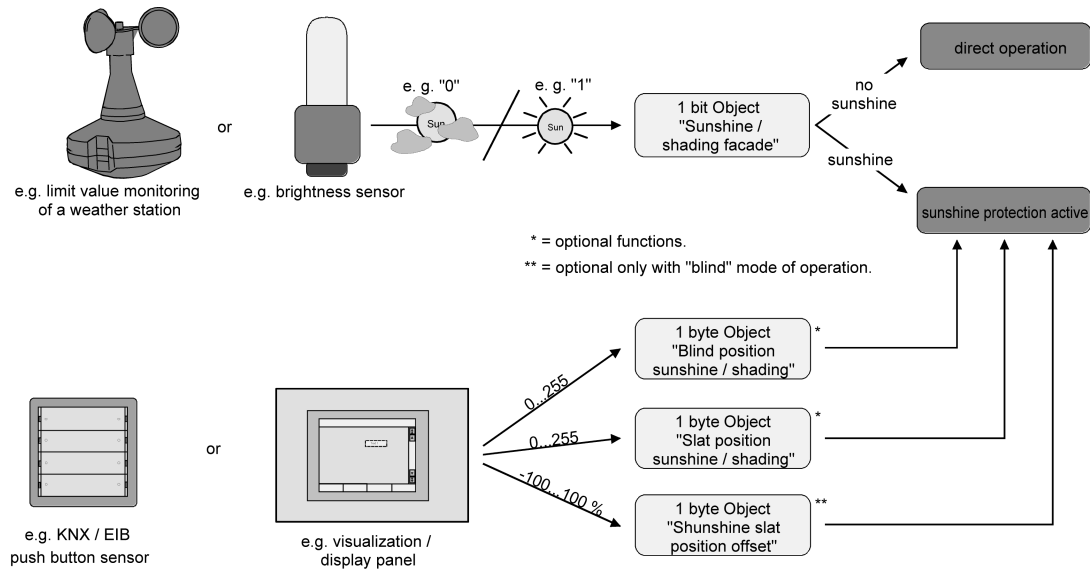 e. g. "0"
e. g. "1"
direct operation
no
sunshine
1 bit Object
"Sunshine /
shading facade"
or
Sun
Sun
sunshine
e.g. limit value monitoring
of a weather station
e.g. brightness sensor
sunshine protection active
* = optional functions.
** = optional only with "blind" mode of operation.
1 byte Object
"Blind position
sunshine / shading"
*
0...255
1 byte Object
"Slat position
sunshine / shading"
*
0...255
or
-100...100 %
1 byte Object
"Shunshine slat
position offset"
**
e.g. KNX / EIB
push button sensor
e.g. visualization /
display panel